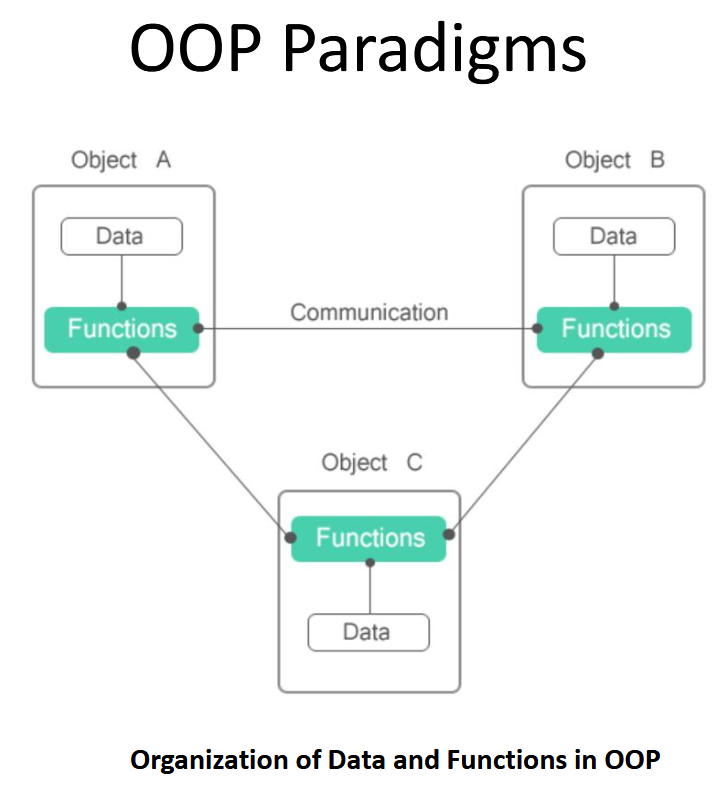 OOP Paradigms
Object A
Object B
Data
Data
Communication
Functions
Functions
Object C
Functions
Data
Organization of Data and Functions in OOP